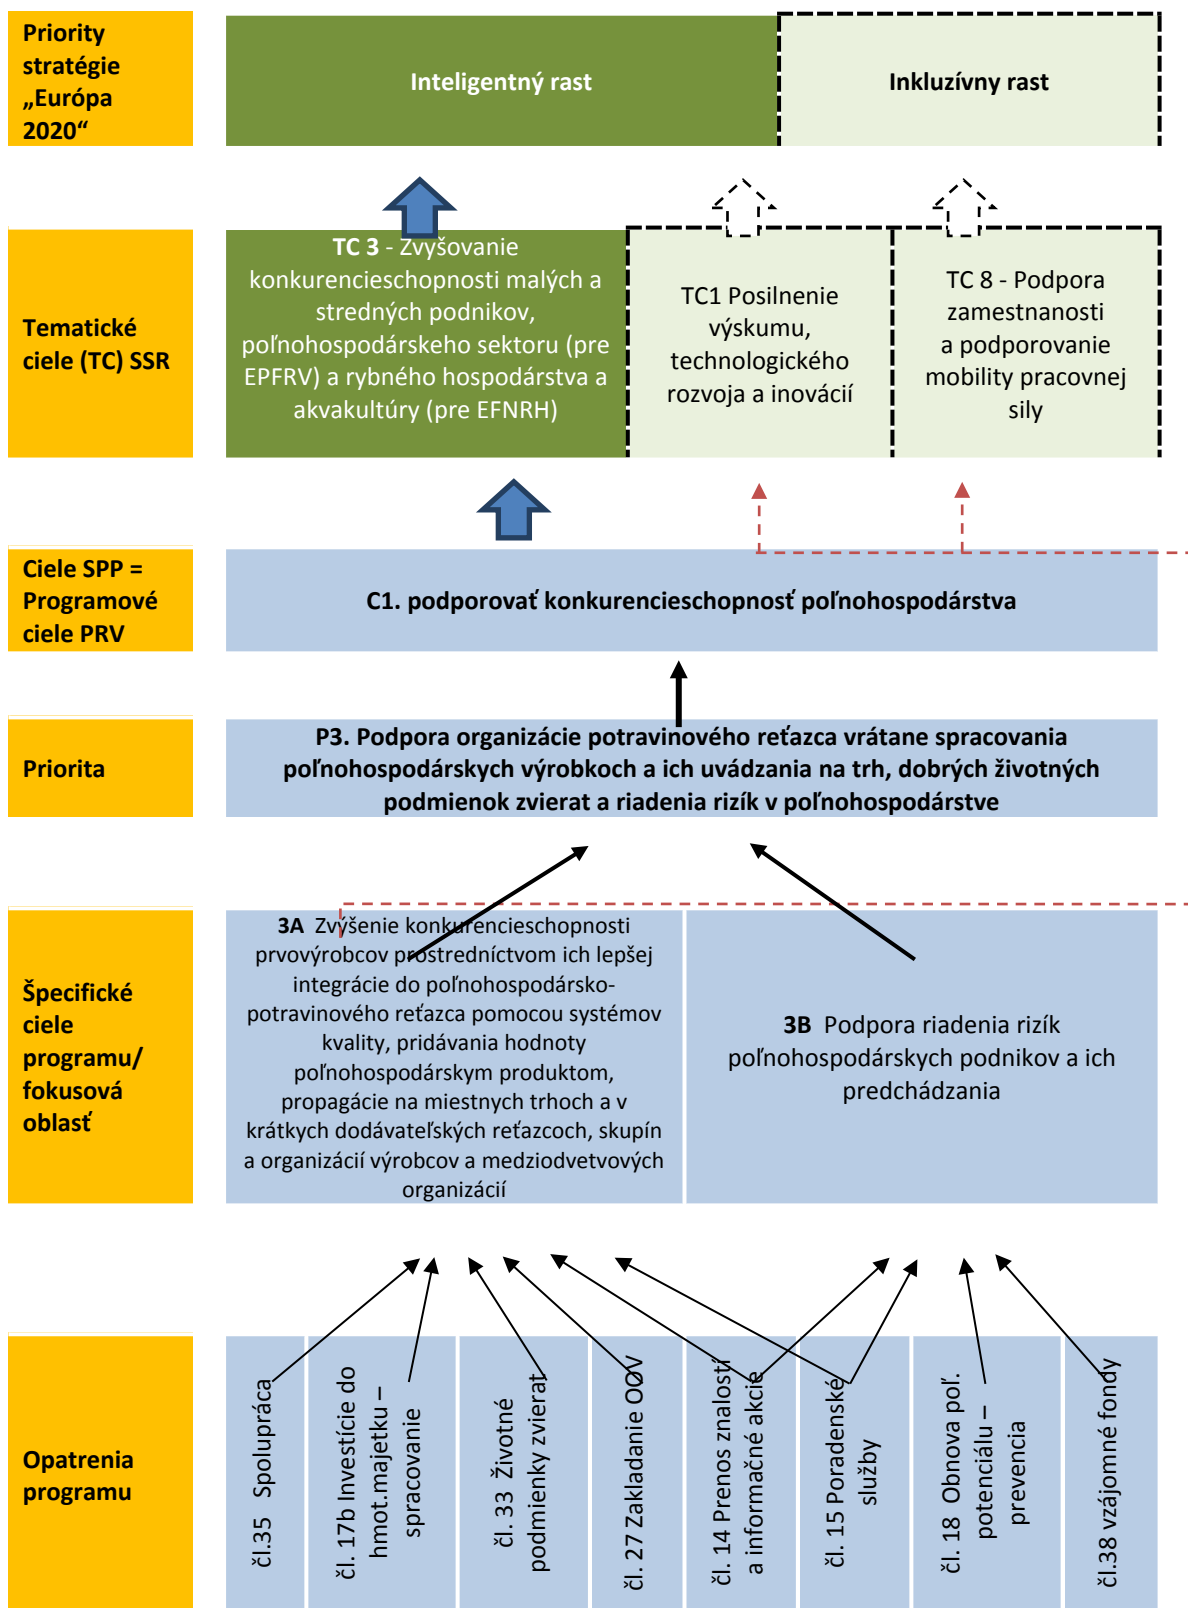 Priority
stratégie
„Európa
2020“
Inteligentný rast
Inkluzívny rast
Tematické
ciele (TC) SSR
TC 3 - Zvyšovanie
konkurencieschopnosti malých a
stredných podnikov,
poľnohospodárskeho sektoru (pre
EPFRV) a rybného hospodárstva a
akvakultúry (pre EFNRH)
TC1 Posilnenie
výskumu,
technologického
rozvoja a inovácií
TC 8 - Podpora
zamestnanosti
a podporovanie
mobility pracovnej
sily
Ciele SPP =
Programové
ciele PRV
C1. podporovať konkurencieschopnosť poľnohospodárstva
Priorita
P3. Podpora organizácie potravinového reťazca vrátane spracovania
poľnohospodárskych výrobkoch a ich uvádzania na trh, dobrých životných
podmienok zvierat a riadenia rizík v poľnohospodárstve
Špecifické
ciele
programu/
fokusová
oblasť
3A Zvýšenie konkurencieschopnosti
prvovýrobcov prostredníctvom ich lepšej
integrácie do poľnohospodársko-
potravinového reťazca pomocou systémov
kvality, pridávania hodnoty
poľnohospodárskym produktom,
propagácie na miestnych trhoch a v
krátkych dodávateľských reťazcoch, skupín
a organizácií výrobcov a medziodvetvových
organizácií
3B Podpora riadenia rizík
poľnohospodárskych podnikov a ich
predchádzania
Opatrenia
programu
čl.35 Spolupráca
čl. 17b Investície do
hmot.majetku –
spracovanie
čl. 33 Životné
podmienky zvierat
čl. 27 Zakladanie OOV
čl. 14 Prenos znalostí
a informačné akcie
čl. 15 Poradenské
služby
čl. 18 Obnova poľ.
potenciálu –
prevencia
čl.38 vzájomné fondy